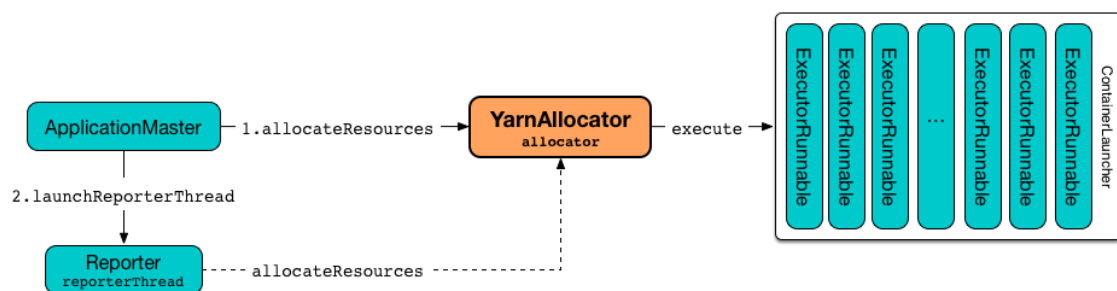 ApplicationMaster
1.allocateResources
YarnAllocator
allocator
execute
ExecutorRunnable
ExecutorRunnable
ExecutorRunnable
...
ExecutorRunnable
ExecutorRunnable
ExecutorRunnable
ContainerLauncher
2.launchReporterThread
Reporter
reporterThread
allocateResources